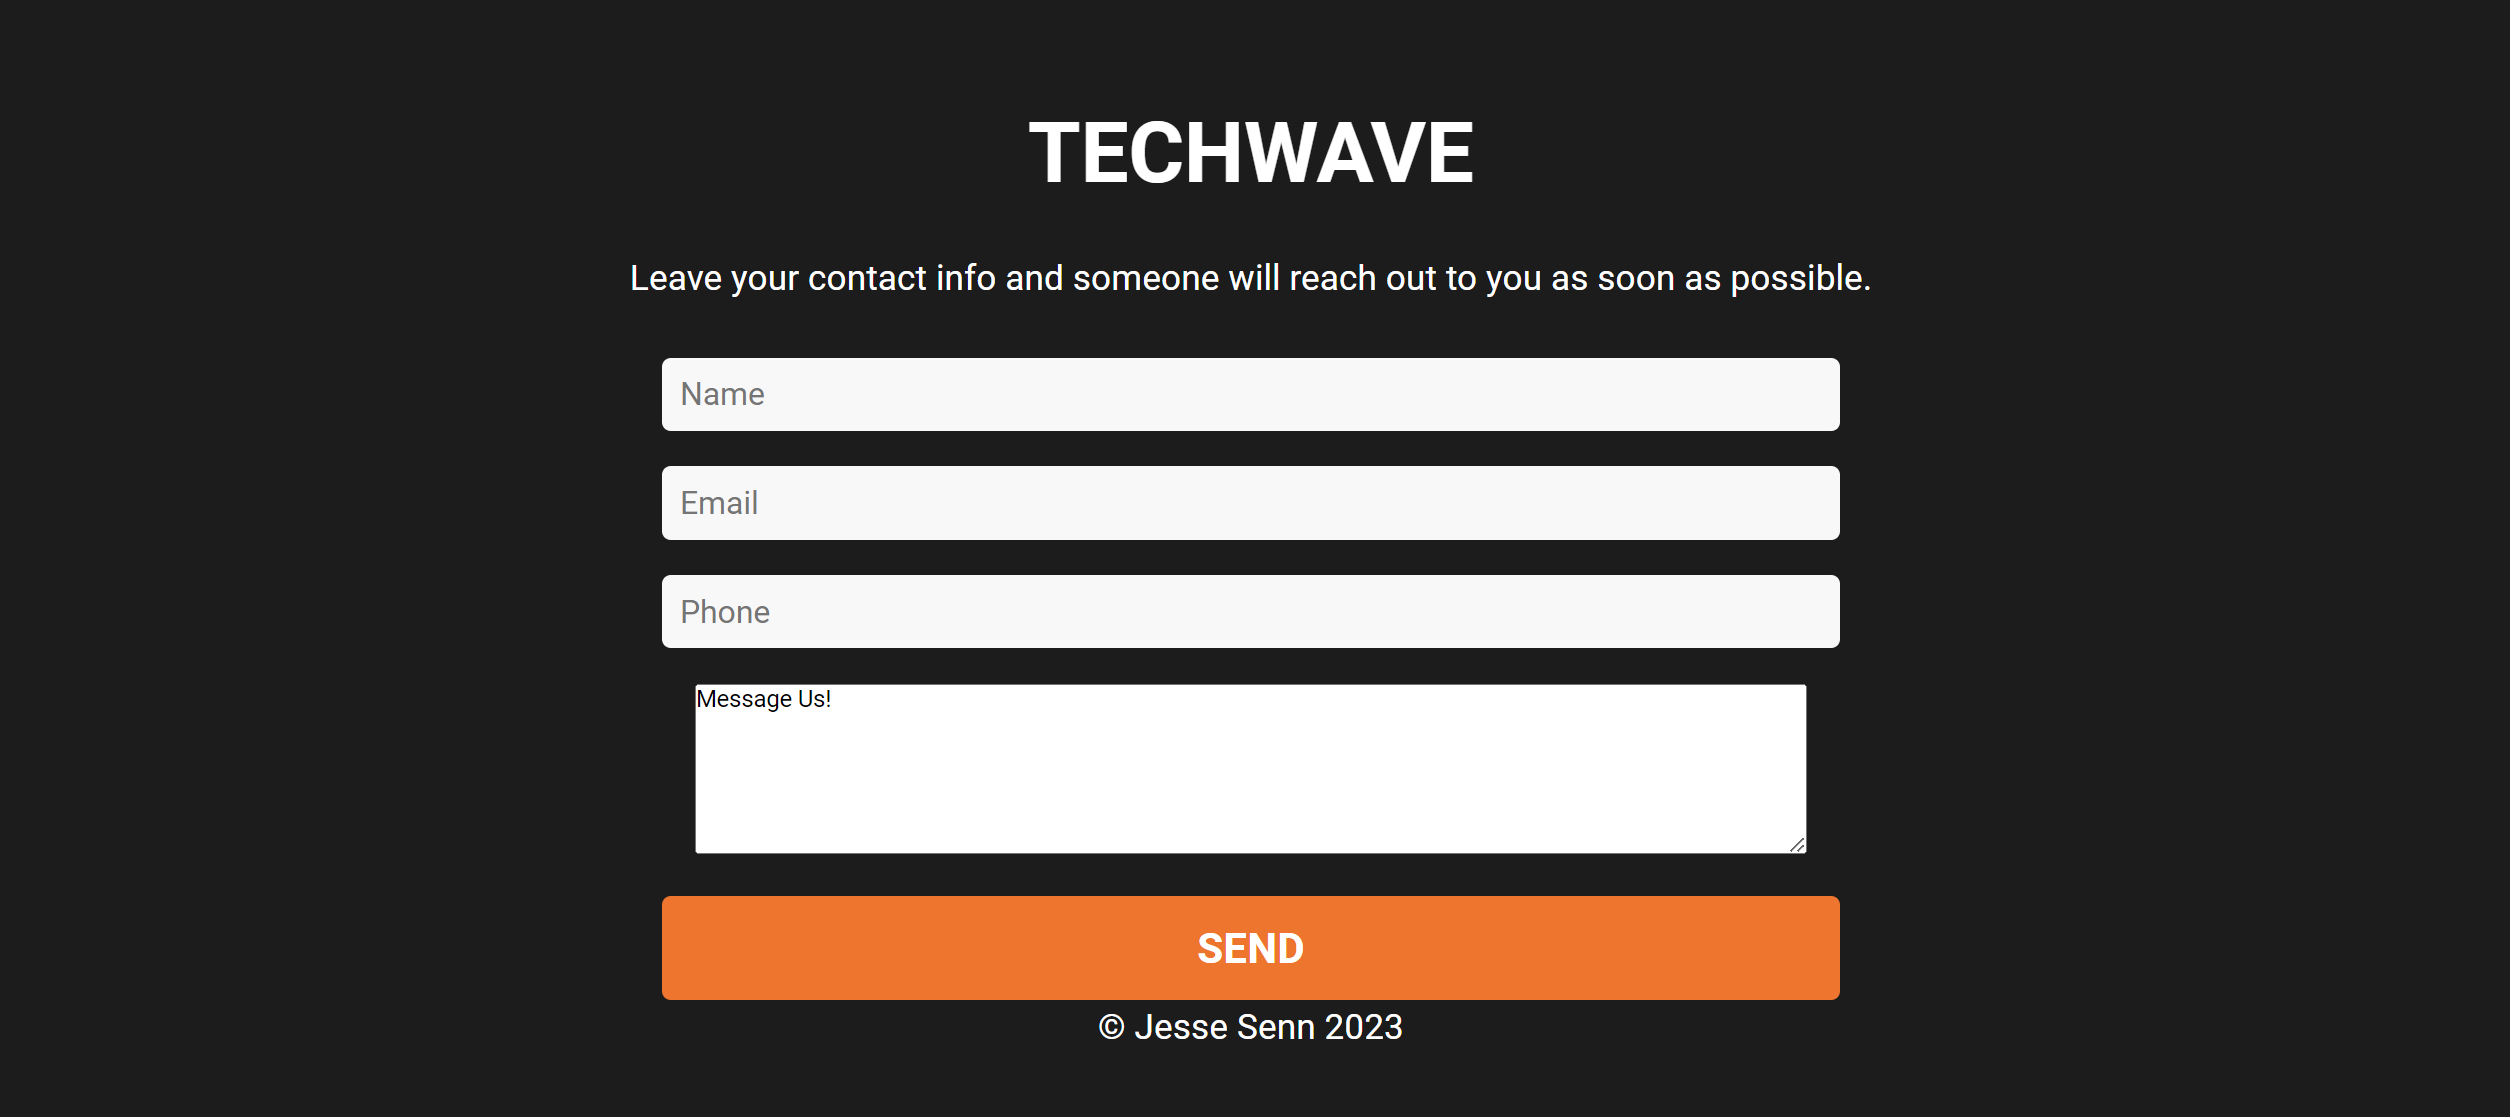 TECHWAVE
Leave your contact info and someone will reach out to you as soon as possible.
Name
Email
Phone
Message Us!
SEND
© Jesse Senn 2023